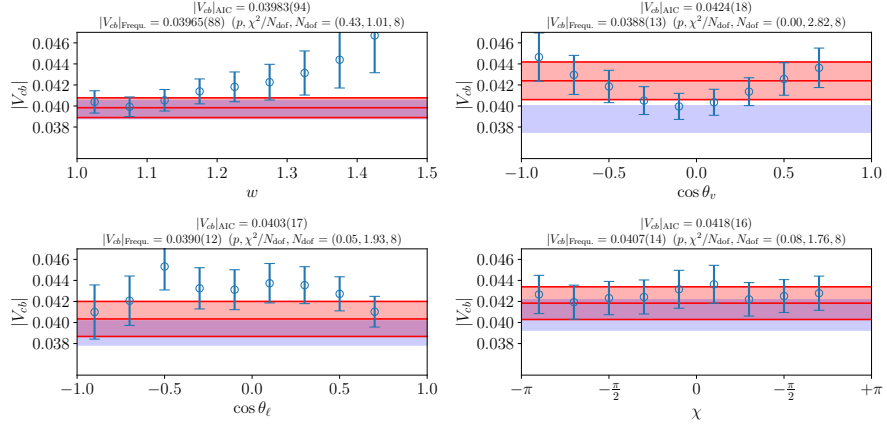 |V_cb|_AIC = 0.03983(94)
|V_cb|_Frequ. = 0.03965(88) (p, χ²/N_dof, N_dof = (0.43, 1.01, 8)
0.046
0.044
0.042
0.040
0.038
|V_cb|
1.0 1.1 1.2 1.3 1.4 1.5
w
|V_cb|_AIC = 0.0424(18)
|V_cb|_Frequ. = 0.0388(13) (p, χ²/N_dof, N_dof = (0.00, 2.82, 8)
0.046
0.044
0.042
0.040
0.038
|V_cb|
−1.0 −0.5 0.0 0.5 1.0
cos θ_v
|V_cb|_AIC = 0.0403(17)
|V_cb|_Frequ. = 0.0390(12) (p, χ²/N_dof, N_dof = (0.05, 1.93, 8)
0.046
0.044
0.042
0.040
0.038
|V_cb|
−1.0 −0.5 0.0 0.5 1.0
cos θ_ℓ
|V_cb|_AIC = 0.0418(16)
|V_cb|_Frequ. = 0.0407(14) (p, χ²/N_dof, N_dof = (0.08, 1.76, 8)
0.046
0.044
0.042
0.040
0.038
|V_cb|
−π −π/2 0 −π/2 +π
χ